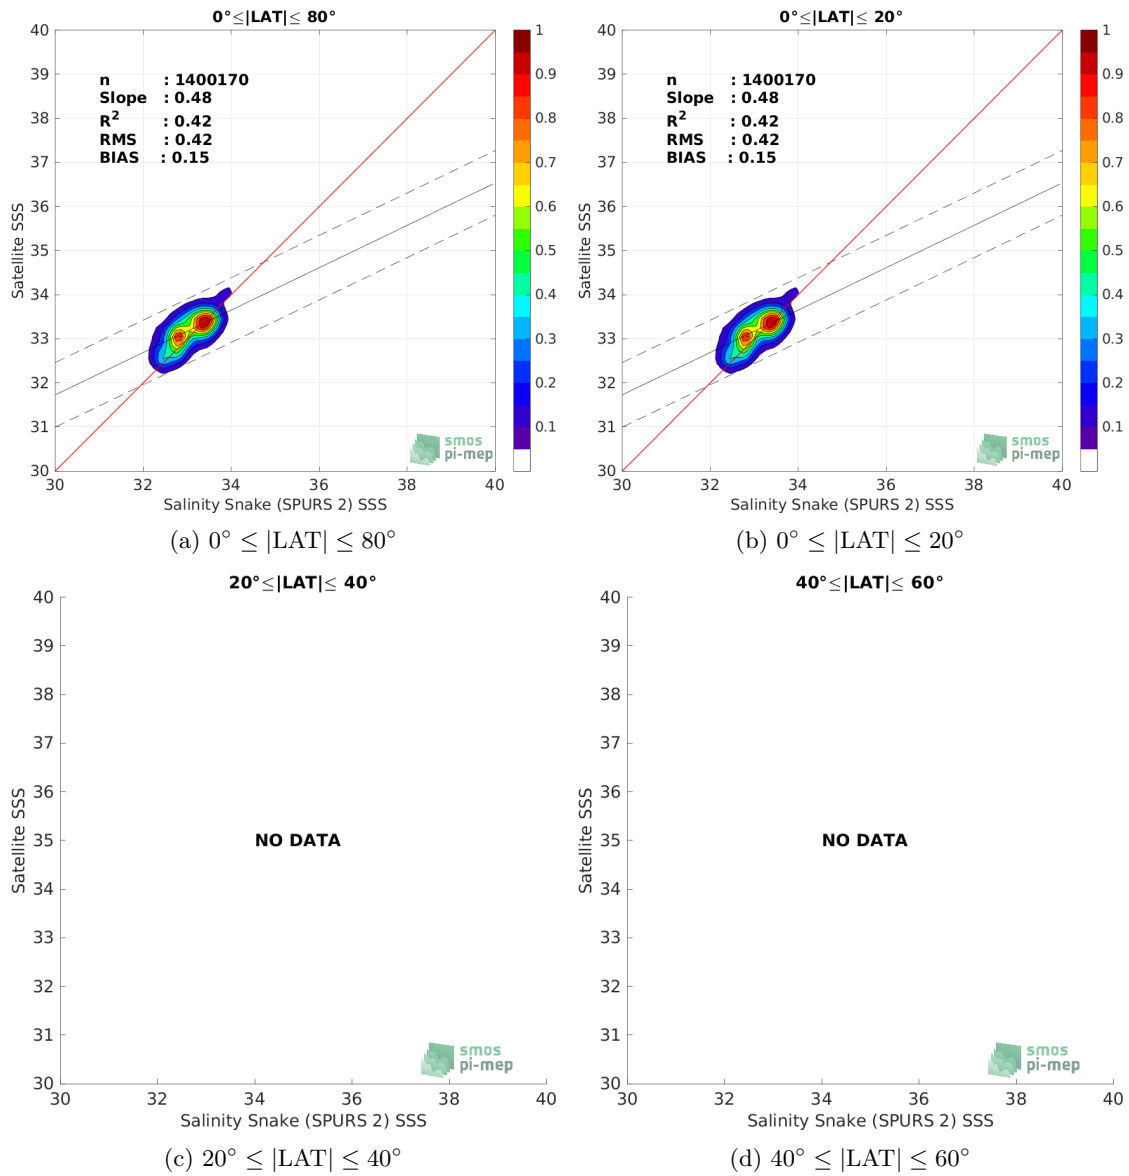 0°≤|LAT|≤ 80°
40
39
38
37
36
35
34
33
32
31
30
Satellite SSS
n : 1400170
Slope : 0.48
R² : 0.42
RMS : 0.42
BIAS : 0.15
smos
pi-mep
30 32 34 36 38 40
Salinity Snake (SPURS 2) SSS
1
0.9
0.8
0.7
0.6
0.5
0.4
0.3
0.2
0.1
(a) 0° ≤ |LAT| ≤ 80°
0°≤|LAT|≤ 20°
40
39
38
37
36
35
34
33
32
31
30
Satellite SSS
n : 1400170
Slope : 0.48
R² : 0.42
RMS : 0.42
BIAS : 0.15
smos
pi-mep
30 32 34 36 38 40
Salinity Snake (SPURS 2) SSS
1
0.9
0.8
0.7
0.6
0.5
0.4
0.3
0.2
0.1
(b) 0° ≤ |LAT| ≤ 20°
20°≤|LAT|≤ 40°
40
39
38
37
36
35
34
33
32
31
30
Satellite SSS
NO DATA
smos
pi-mep
30 32 34 36 38 40
Salinity Snake (SPURS 2) SSS
(c) 20° ≤ |LAT| ≤ 40°
40°≤|LAT|≤ 60°
40
39
38
37
36
35
34
33
32
31
30
Satellite SSS
NO DATA
smos
pi-mep
30 32 34 36 38 40
Salinity Snake (SPURS 2) SSS
(d) 40° ≤ |LAT| ≤ 60°